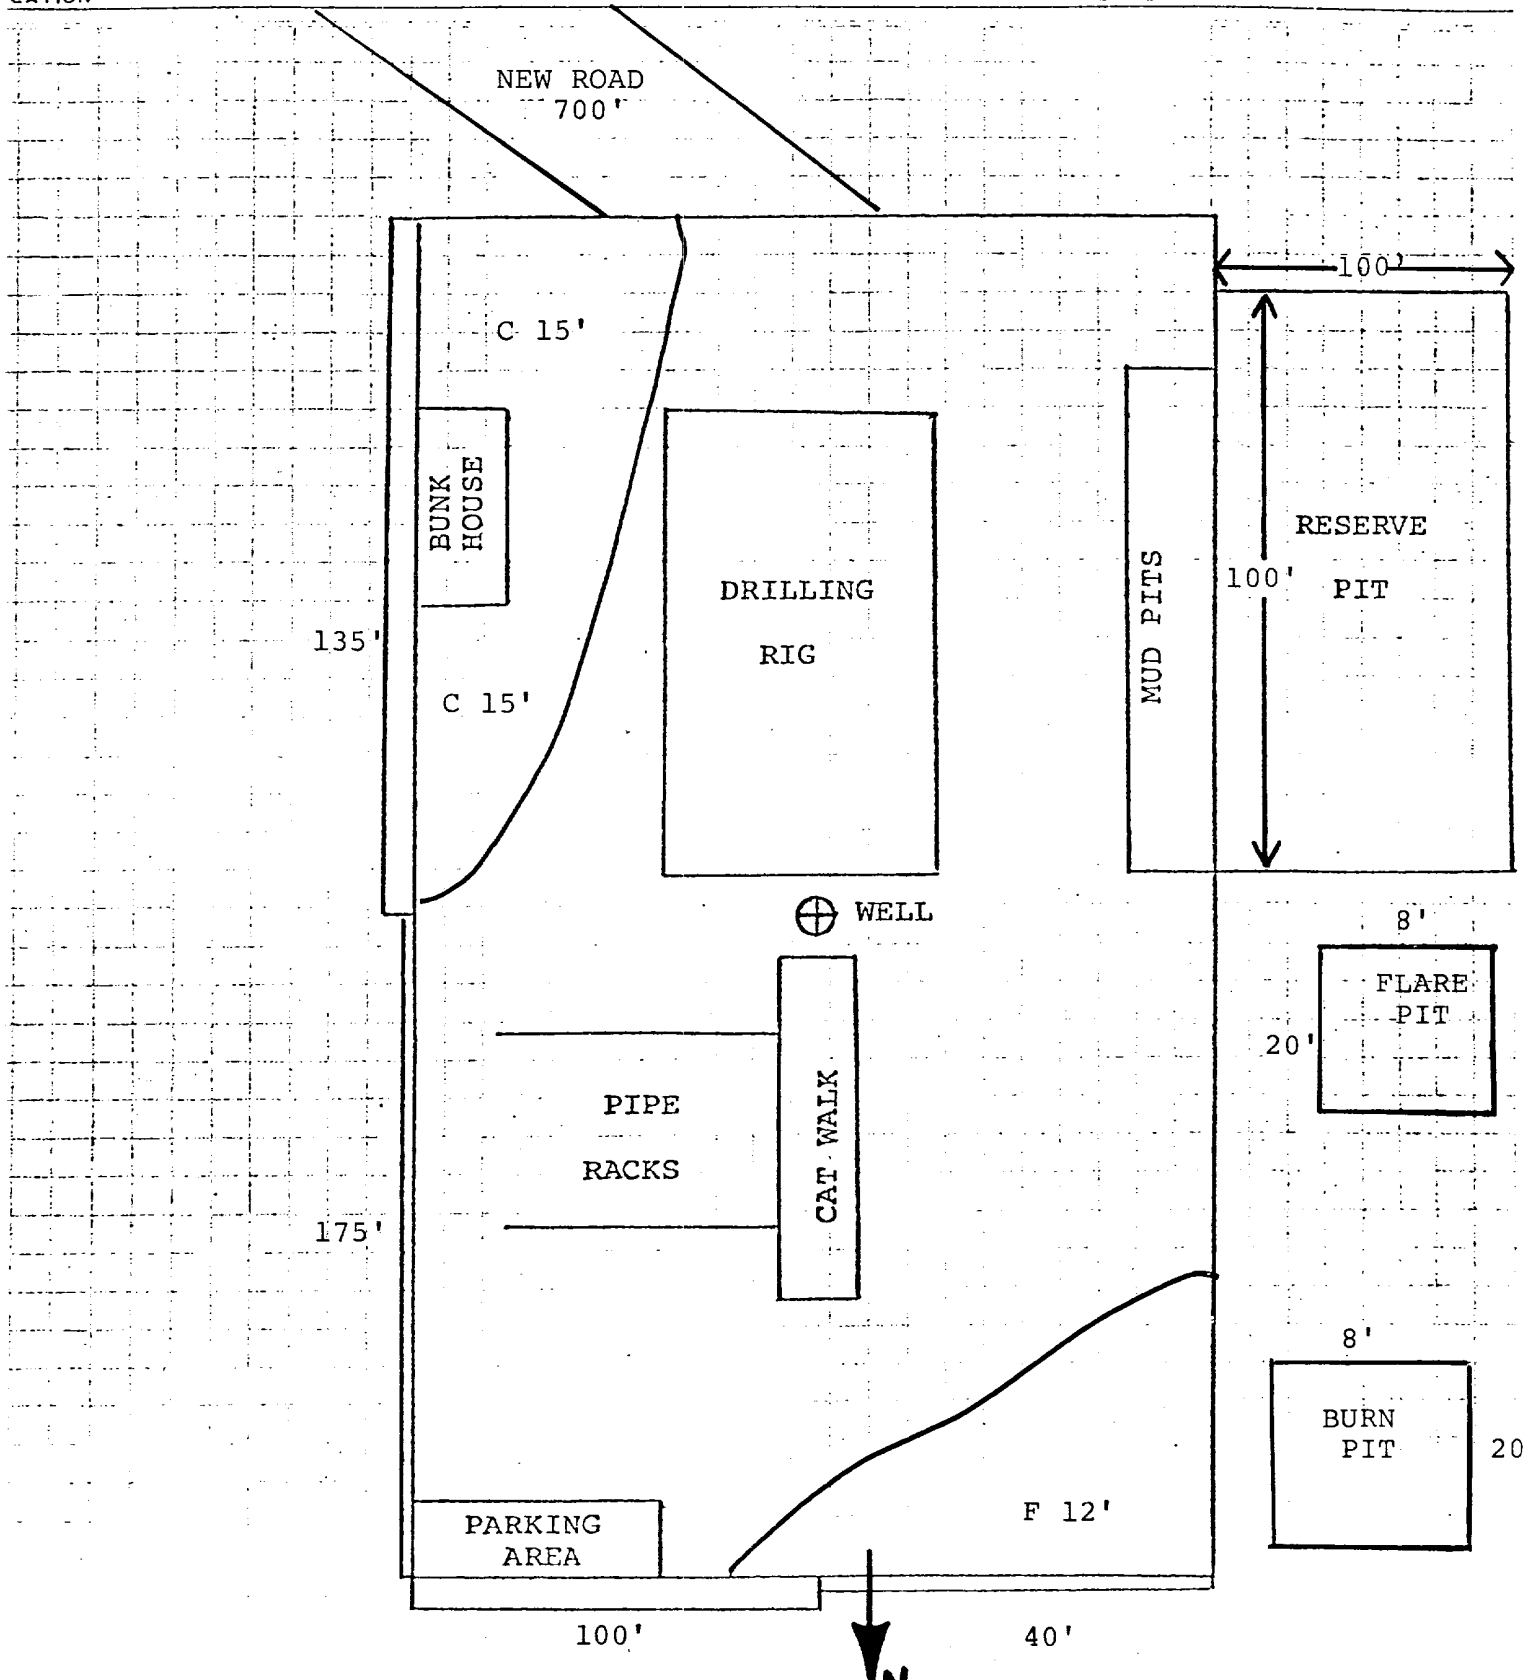 NEW ROAD
700'
100'
C 15'
BUNK
HOUSE
RESERVE
PIT
100'
DRILLING
RIG
MUD PITS
135'
C 15'
WELL
8'
FLARE
PIT
20'
PIPE
RACKS
CAT WALK
175'
8'
BURN
PIT
20
F 12'
PARKING
AREA
100'
40'
N